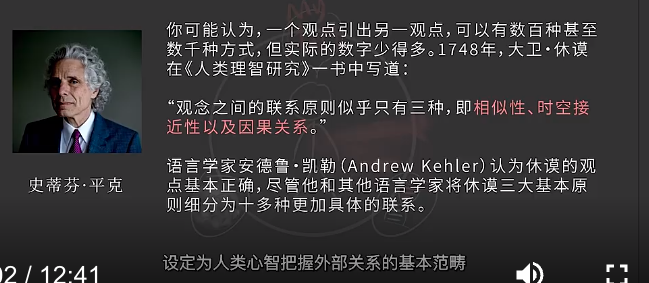 你可能认为，一个观点引出另一观点，可以有数百种甚至
数千种方式，但实际的数字少得多。1748年，大卫·休谟
在《人类理智研究》一书中写道：
“观念之间的联系原则似乎只有三种，即相似性、时空接
近性以及因果关系。”
语言学家安德鲁·凯勒（Andrew Kehler）认为休谟的观
点基本正确，尽管他和其他语言学家将休谟三大基本原
则细分为十多种更加具体的联系。
史蒂芬·平克
设定为人类心智把握外部关系的基本范畴
02 / 12:41